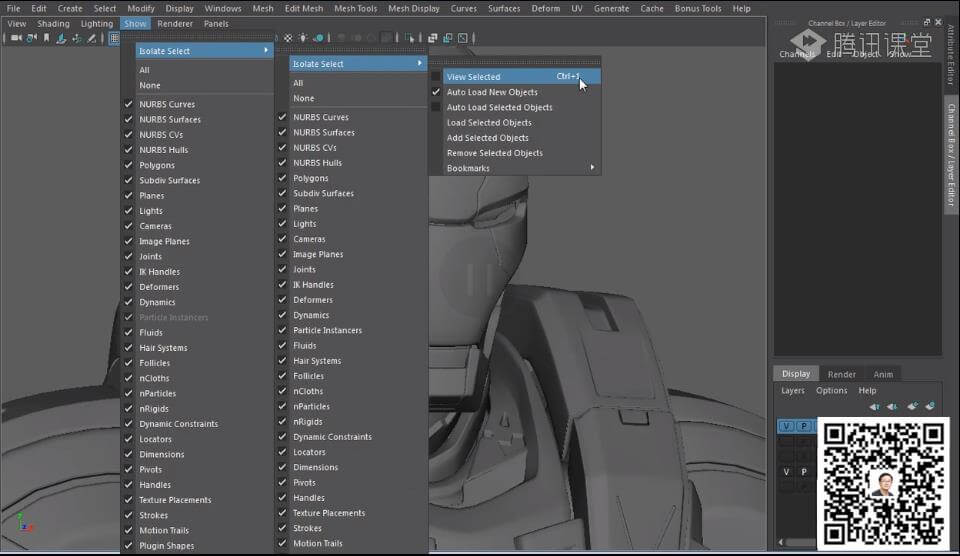 File Edit Create Select Modify Display Windows Mesh Edit Mesh Mesh Tools Mesh Display Curves Surfaces Deform UV Generate Cache Bonus Tools Help
View Shading Lighting Show Renderer Panels
Isolate Select
All
None
NURBS Curves
NURBS Surfaces
NURBS CVs
NURBS Hulls
Polygons
Subdiv Surfaces
Planes
Lights
Cameras
Image Planes
Joints
IK Handles
Deformers
Dynamics
Particle Instancers
Fluids
Hair Systems
Follicles
nCloths
nParticles
nRigids
Dynamic Constraints
Locators
Dimensions
Pivots
Handles
Texture Placements
Strokes
Motion Trails
Plugin Shapes
Isolate Select
All
None
NURBS Curves
NURBS Surfaces
NURBS CVs
NURBS Hulls
Polygons
Subdiv Surfaces
Planes
Lights
Cameras
Image Planes
Joints
IK Handles
Deformers
Dynamics
Particle Instancers
Fluids
Hair Systems
Follicles
nCloths
nParticles
nRigids
Dynamic Constraints
Locators
Dimensions
Pivots
Handles
Texture Placements
Strokes
Motion Trails
View Selected Ctrl+1
Auto Load New Objects
Auto Load Selected Objects
Load Selected Objects
Add Selected Objects
Remove Selected Objects
Bookmarks
Channel Box / Layer Editor
腾讯课堂
Channels Edit Object Show
Attribute Editor
Channel Box / Layer Editor
Display Render Anim
Layers Options Help
V P
V P